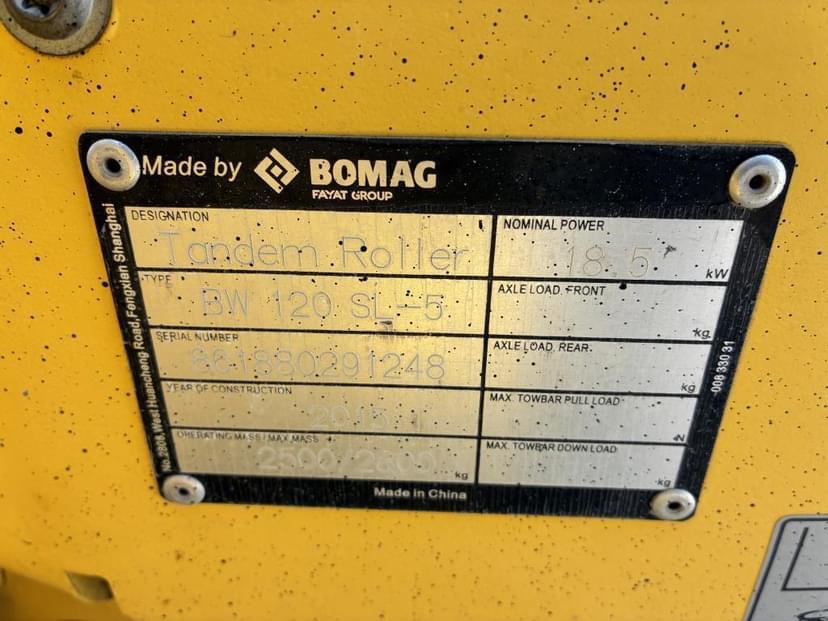 Made by BOMAG
FAYAT GROUP
DESIGNATION
Tandem Roller
NOMINAL POWER
18.5
kW
TYPE
BW 120 SL-5
AXLE LOAD, FRONT
kg
SERIAL NUMBER
861880291248
AXLE LOAD, REAR
kg
YEAR OF CONSTRUCTION
2015
MAX. TOWBAR PULL LOAD
N
OPERATING MASS / MAX.MASS
2500/2800
kg
MAX. TOWBAR DOWN LOAD
kg
Made in China
No.2808,West Huancheng Road,Fengxian Shanghai
008 330 31